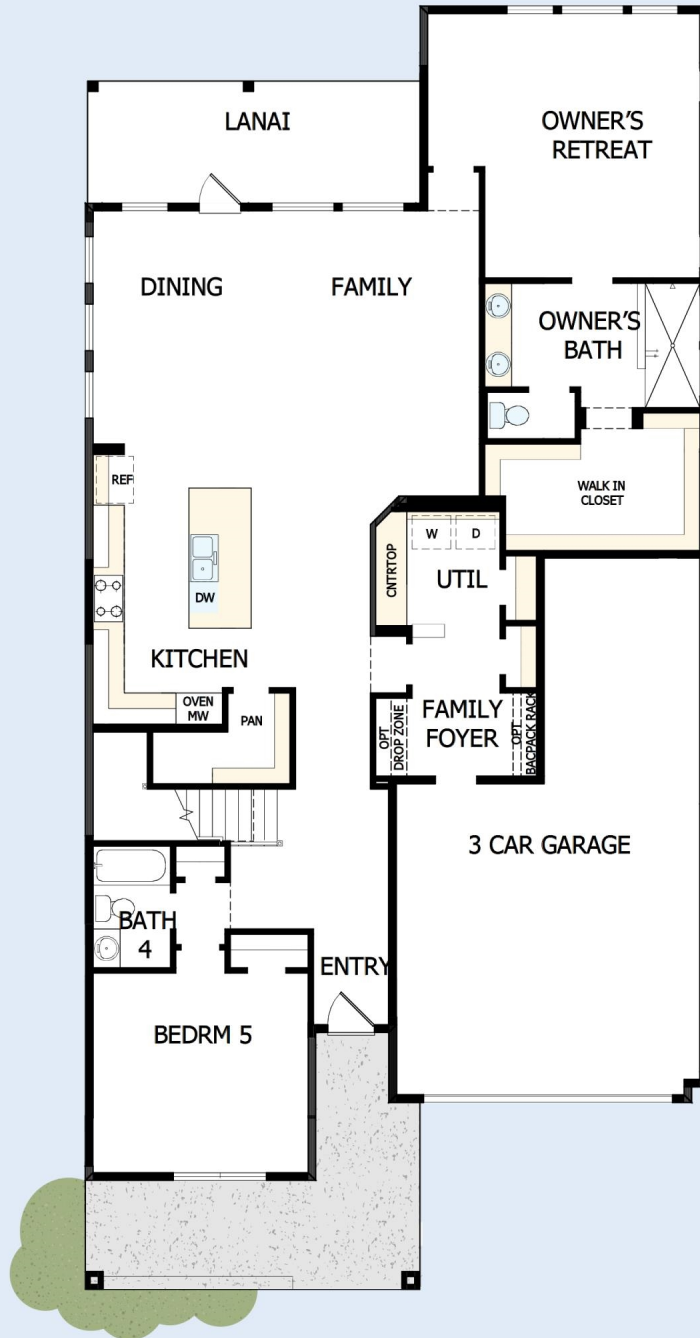 LANAI
OWNER'S
RETREAT
DINING
FAMILY
OWNER'S
BATH
REF
WALK IN
CLOSET
W
D
CNTRTOP
UTIL
DW
KITCHEN
OVEN
MW
PAN
FAMILY
FOYER
OPT
DROP ZONE
OPT
BACPACK RACK
3 CAR GARAGE
BATH
4
ENTRY
BEDRM 5